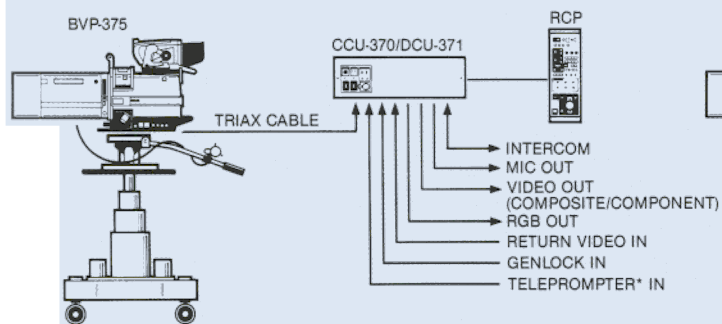 BVP-375
RCP
CCU-370/DCU-371
TRIAX CABLE
INTERCOM
MIC OUT
VIDEO OUT
(COMPOSITE/COMPONENT)
RGB OUT
RETURN VIDEO IN
GENLOCK IN
TELEPROMPTER* IN